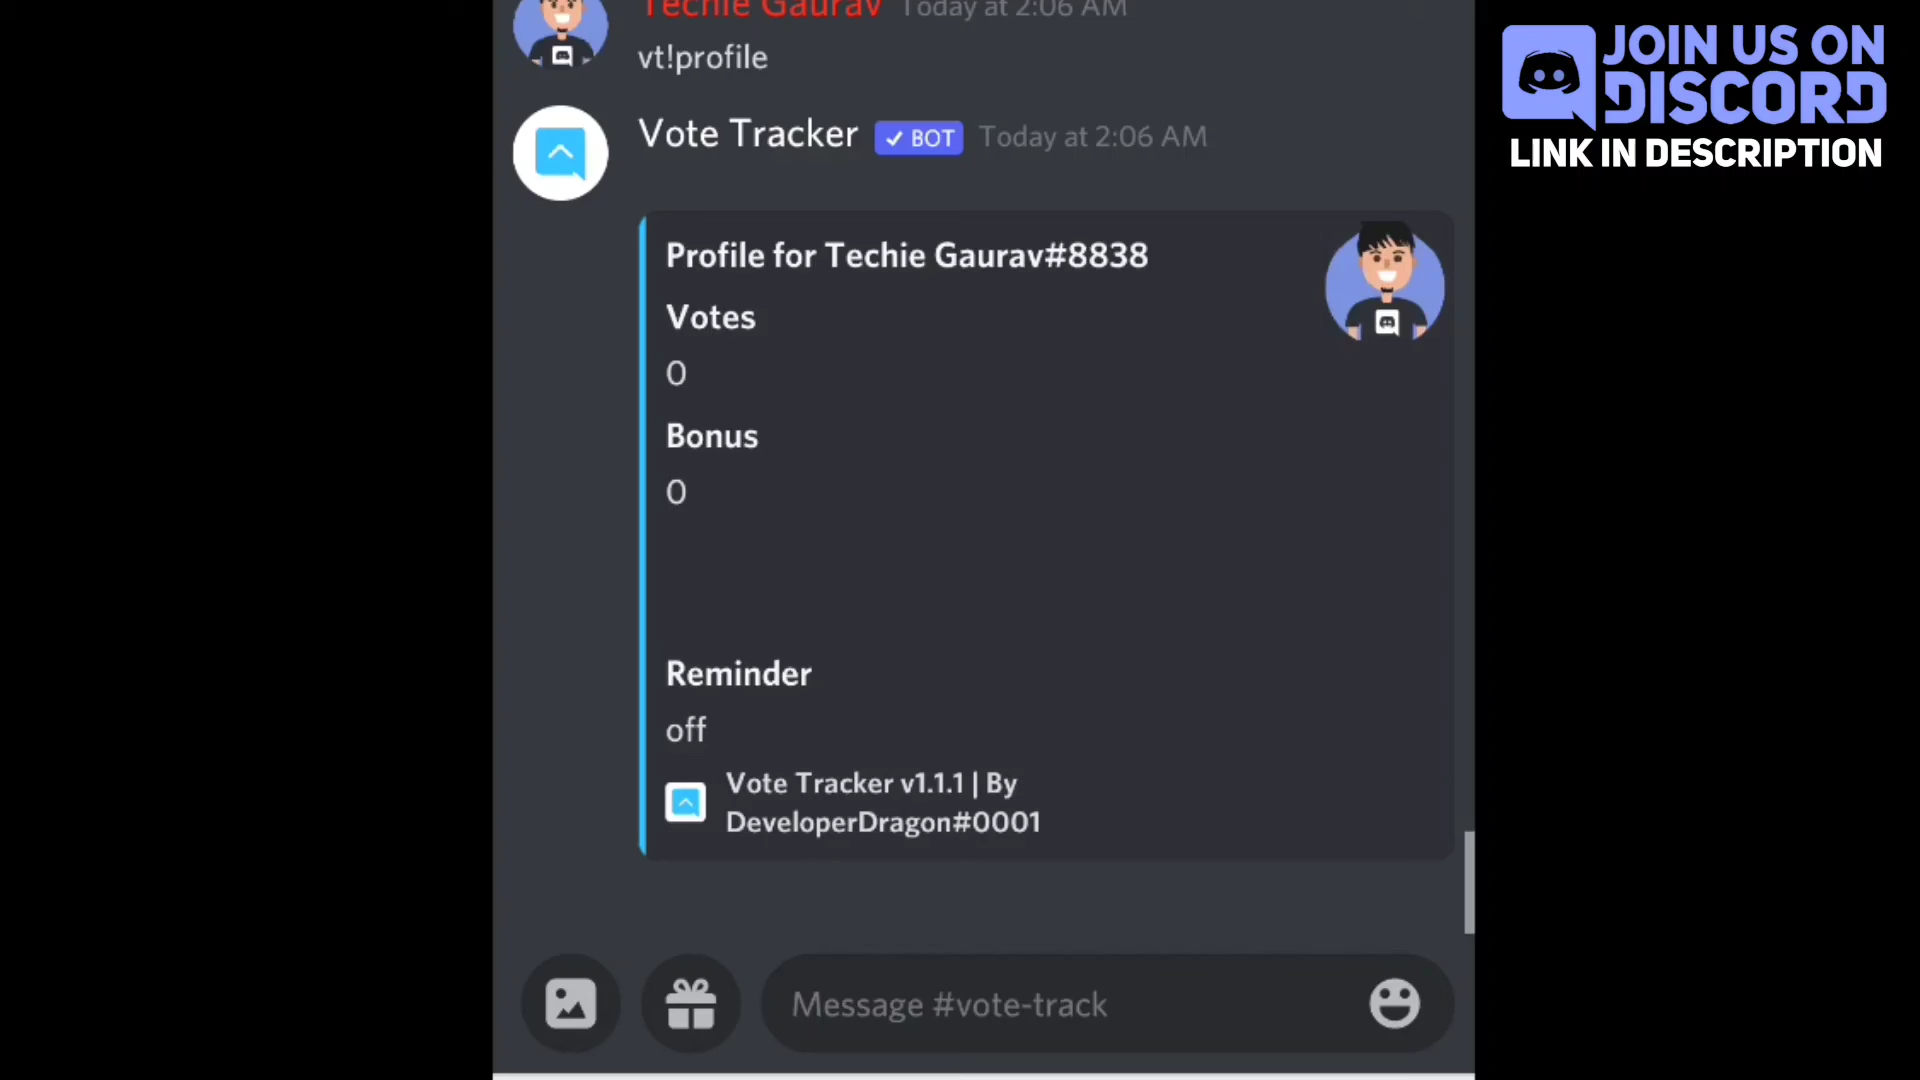 Techie Gaurav Today at 2:06 AM
vt!profile
Vote Tracker BOT Today at 2:06 AM
Profile for Techie Gaurav#8838
Votes
0
Bonus
0
Reminder
off
Vote Tracker v1.1.1 | By
DeveloperDragon#0001
Message #vote-track
JOIN US ON
DISCORD
LINK IN DESCRIPTION